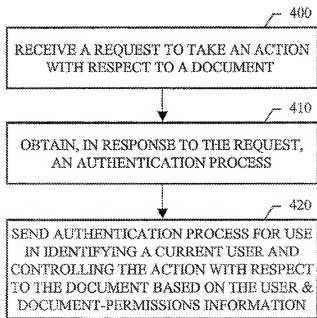 400
RECEIVE A REQUEST TO TAKE AN ACTION
WITH RESPECT TO A DOCUMENT
410
OBTAIN, IN RESPONSE TO THE REQUEST,
AN AUTHENTICATION PROCESS
420
SEND AUTHENTICATION PROCESS FOR USE
IN IDENTIFYING A CURRENT USER AND
CONTROLLING THE ACTION WITH RESPECT
TO THE DOCUMENT BASED ON THE USER &
DOCUMENT-PERMISSIONS INFORMATION